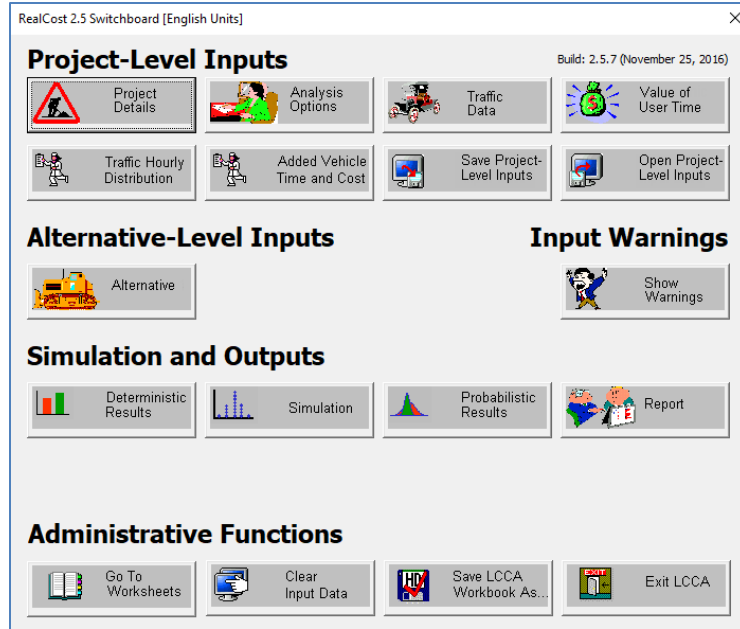 RealCost 2.5 Switchboard [English Units]
Project-Level Inputs
Build: 2.5.7 (November 25, 2016)
Project
Details
Analysis
Options
Traffic
Data
Value of
User Time
Traffic Hourly
Distribution
Added Vehicle
Time and Cost
Save Project-
Level Inputs
Open Project-
Level Inputs
Alternative-Level Inputs
Input Warnings
Alternative
Show
Warnings
Simulation and Outputs
Deterministic
Results
Simulation
Probabilistic
Results
Report
Administrative Functions
Go To
Worksheets
Clear
Input Data
HD
Save LCCA
Workbook As...
EXIT
Exit LCCA